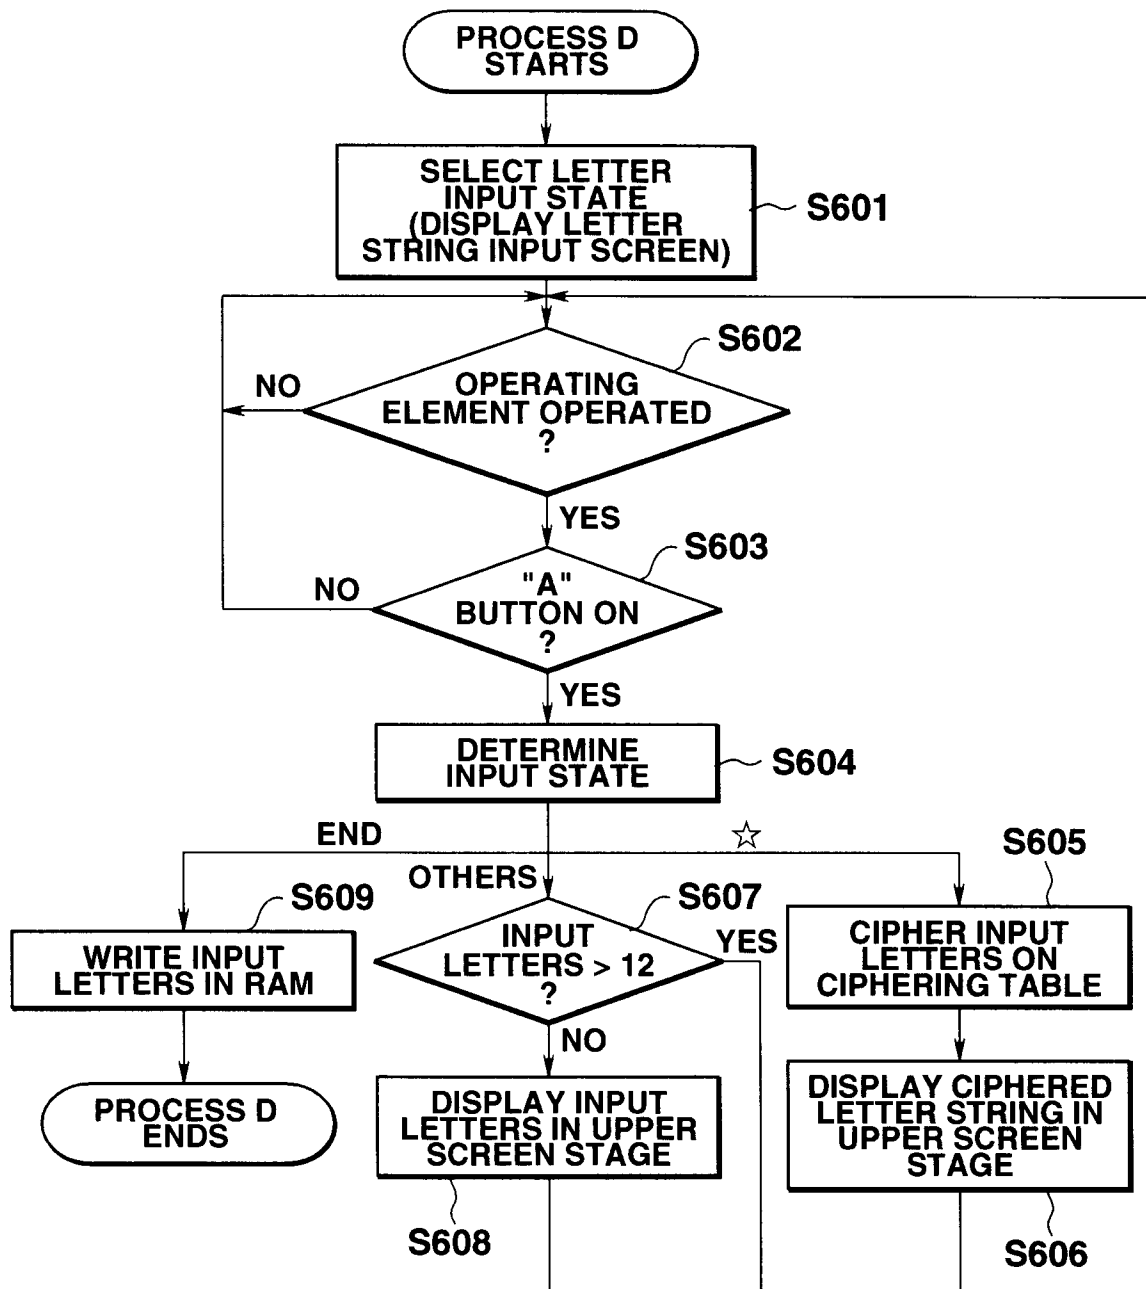 PROCESS D
STARTS
SELECT LETTER
INPUT STATE
(DISPLAY LETTER
STRING INPUT SCREEN)
S601
S602
NO
OPERATING
ELEMENT OPERATED
?
YES
S603
NO
"A"
BUTTON ON
?
YES
DETERMINE
INPUT STATE
S604
END
☆
OTHERS
S605
S609
S607
WRITE INPUT
LETTERS IN RAM
INPUT
LETTERS > 12
?
YES
CIPHER INPUT
LETTERS ON
CIPHERING TABLE
NO
PROCESS D
ENDS
DISPLAY INPUT
LETTERS IN UPPER
SCREEN STAGE
DISPLAY CIPHERED
LETTER STRING IN
UPPER SCREEN
STAGE
S608
S606